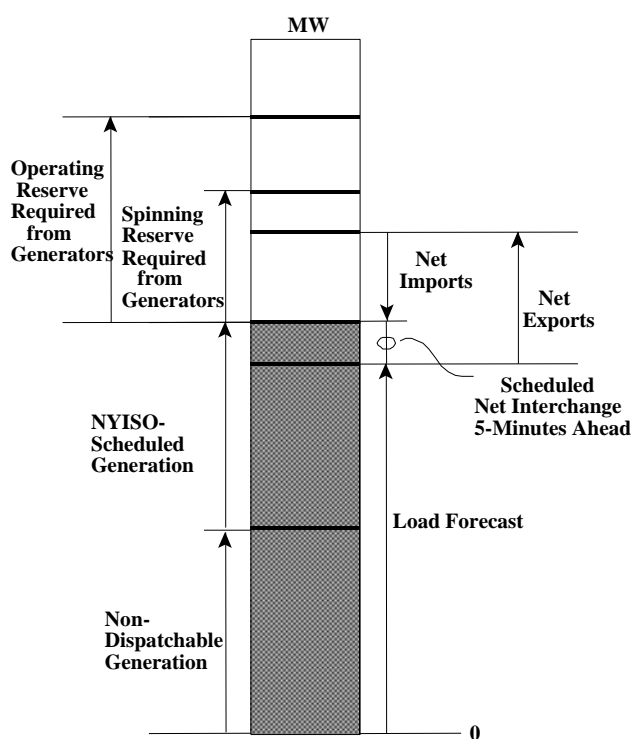 MW
Operating
Reserve
Required
from
Generators
Spinning
Reserve
Required
from
Generators
Net
Imports
Net
Exports
Scheduled
Net Interchange
5-Minutes Ahead
NYISO-
Scheduled
Generation
Load Forecast
Non-
Dispatchable
Generation
0